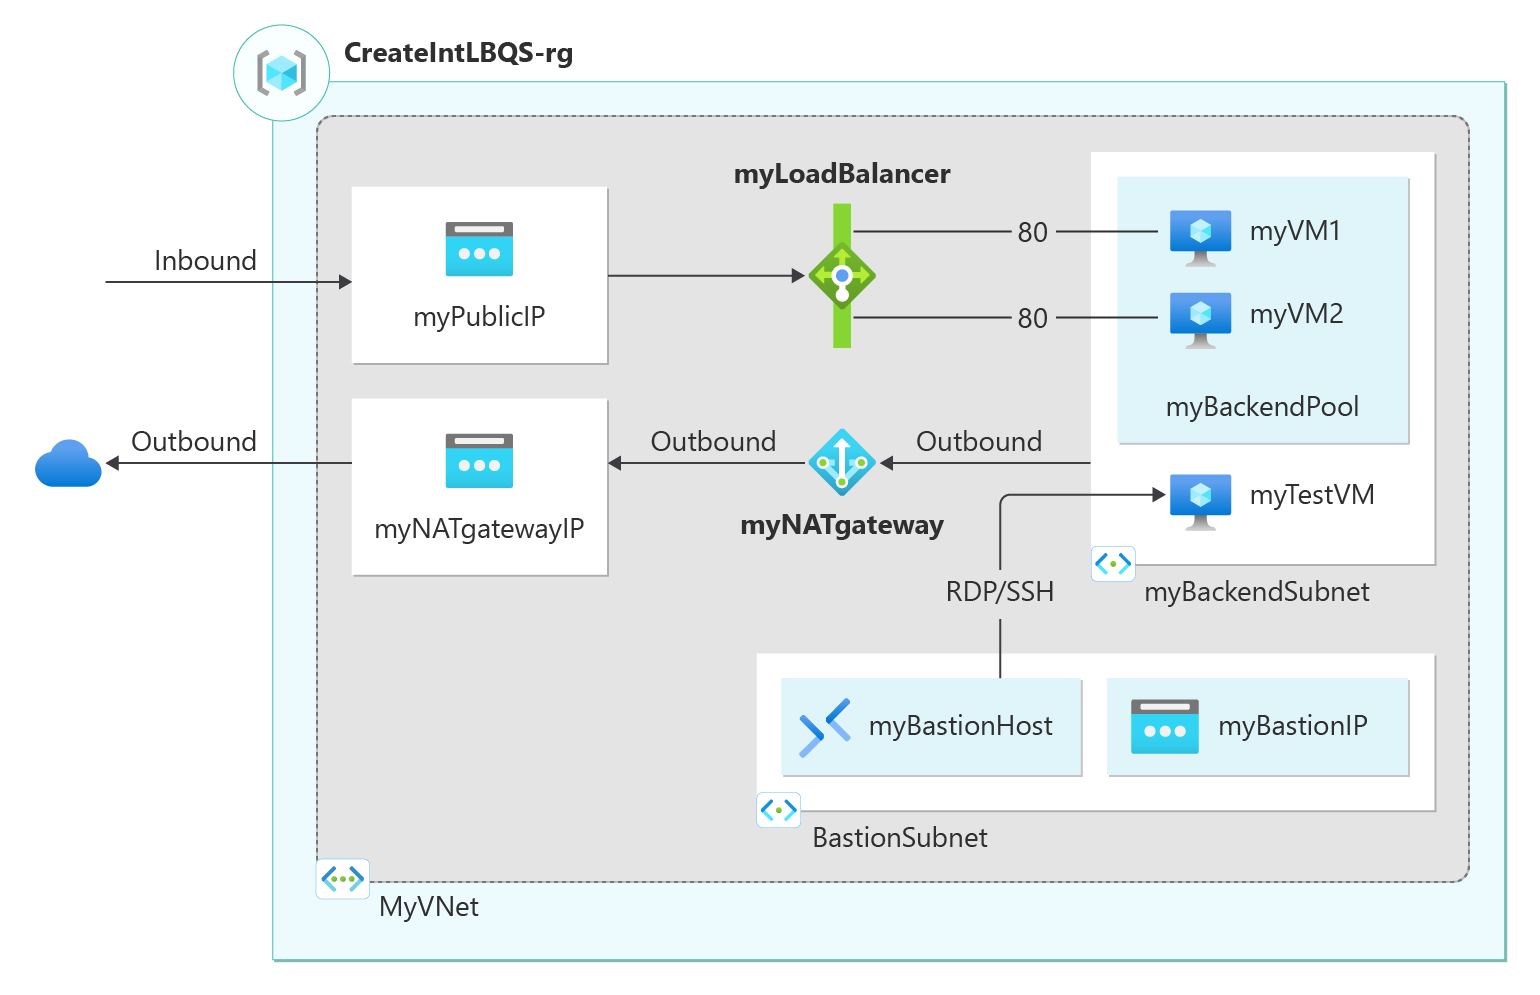 CreateIntLBQS-rg
myLoadBalancer
Inbound
myPublicIP
80
myVM1
80
myVM2
myBackendPool
Outbound
myNATgatewayIP
Outbound
myNATgateway
Outbound
myTestVM
RDP/SSH
myBackendSubnet
myBastionHost
myBastionIP
BastionSubnet
MyVNet